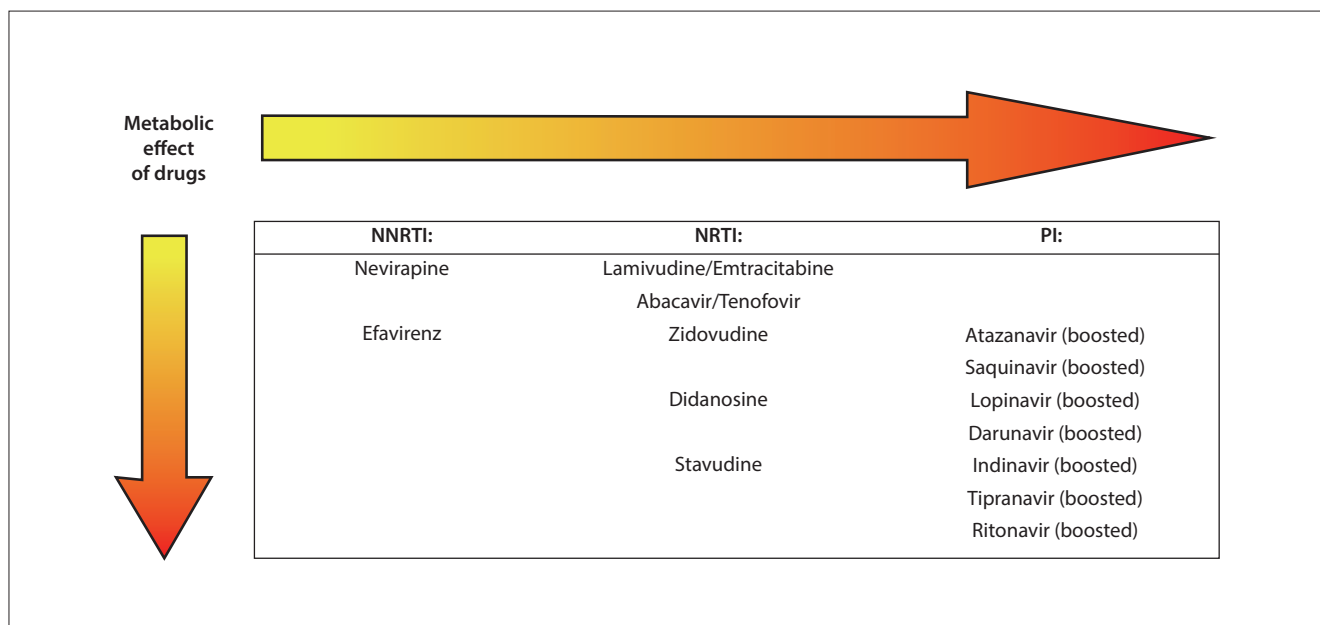 Metabolic
effect
of drugs
NNRTI: NRTI: PI:
Nevirapine Lamivudine/Emtracitabine
Abacavir/Tenofovir
Efavirenz Zidovudine Atazanavir (boosted)
Saquinavir (boosted)
Didanosine Lopinavir (boosted)
Darunavir (boosted)
Stavudine Indinavir (boosted)
Tipranavir (boosted)
Ritonavir (boosted)